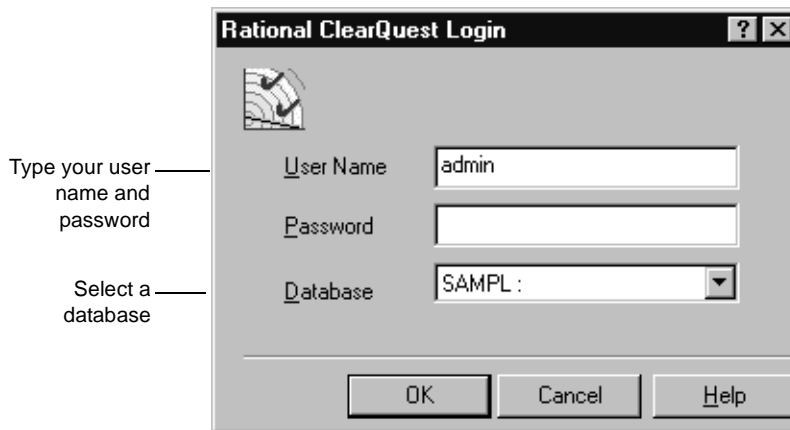 Rational ClearQuest Login
Type your user
name and
password
User Name
admin
Password
Select a
database
Database
SAMPL :
OK
Cancel
Help